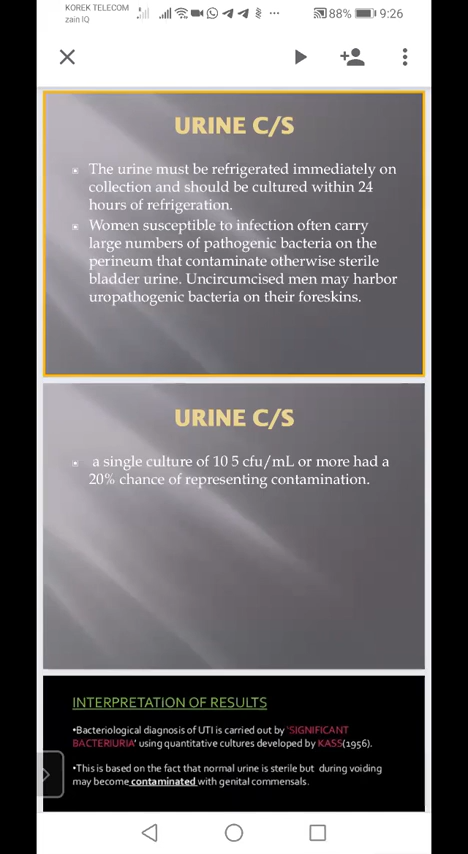 KOREK TELECOM
zain IQ
88%
9:26
URINE C/S
The urine must be refrigerated immediately on
collection and should be cultured within 24
hours of refrigeration.
Women susceptible to infection often carry
large numbers of pathogenic bacteria on the
perineum that contaminate otherwise sterile
bladder urine. Uncircumcised men may harbor
uropathogenic bacteria on their foreskins.
URINE C/S
a single culture of 10 5 cfu/mL or more had a
20% chance of representing contamination.
INTERPRETATION OF RESULTS
•Bacteriological diagnosis of UTI is carried out by 'SIGNIFICANT
BACTERIURIA' using quantitative cultures developed by KASS(1956).
•This is based on the fact that normal urine is sterile but during voiding
may become contaminated with genital commensals.